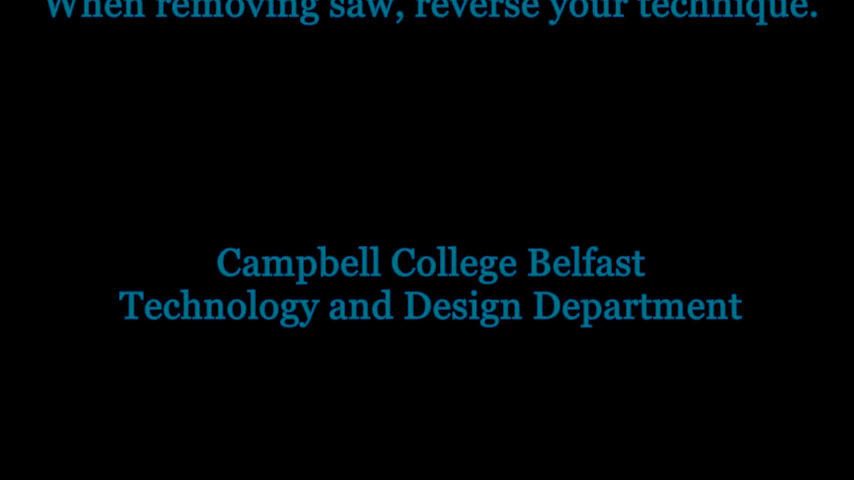 When removing saw, reverse your technique.
Campbell College Belfast
Technology and Design Department